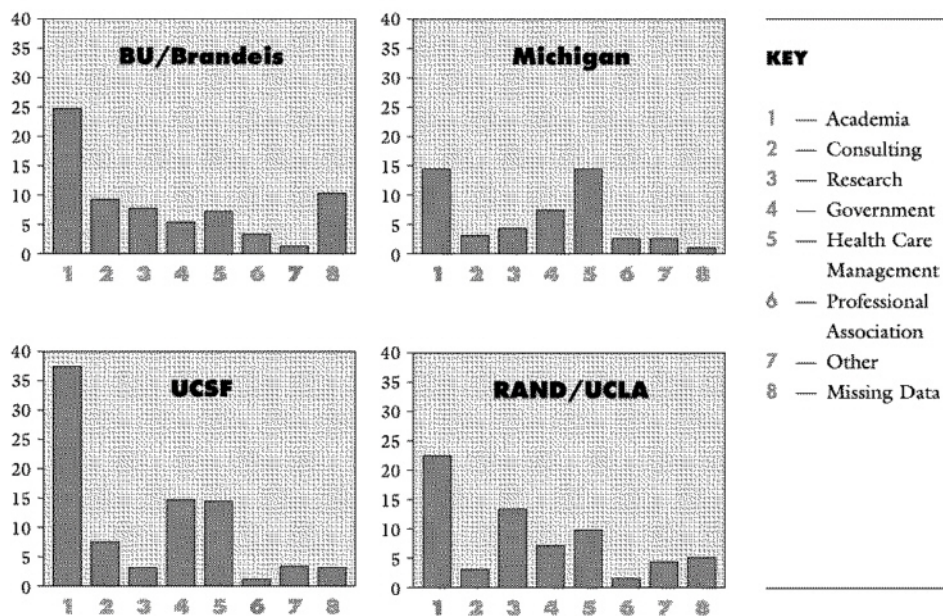 BU/Brandeis
40
35
30
25
20
15
10
5
0
1 2 3 4 5 6 7 8
Michigan
40
35
30
25
20
15
10
5
0
1 2 3 4 5 6 7 8
KEY
1 — Academia
2 — Consulting
3 — Research
4 — Government
5 — Health Care
Management
6 — Professional
Association
7 — Other
8 — Missing Data
UCSF
40
35
30
25
20
15
10
5
0
1 2 3 4 5 6 7 8
RAND/UCLA
40
35
30
25
20
15
10
5
0
1 2 3 4 5 6 7 8